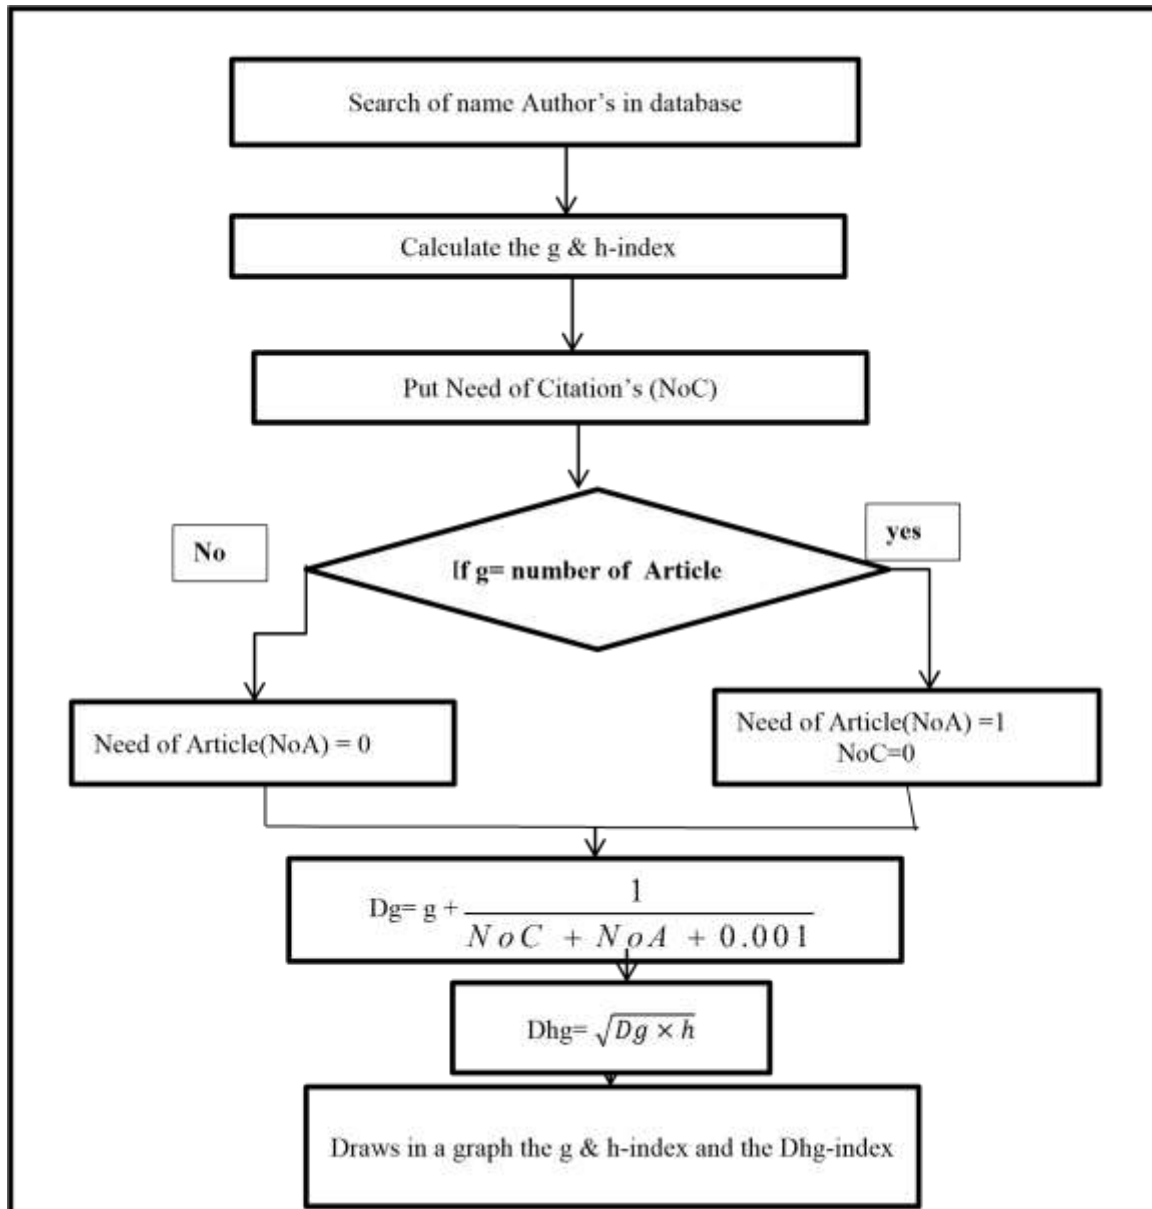 Search of name Author’s in database
Calculate the g & h-index
Put Need of Citation’s (NoC)
No
yes
If g= number of  Article
Need of Article(NoA) = 0
Need of Article(NoA) =1
NoC=0
Dg= g + 1 / (NoC + NoA + 0.001)
Dhg= √(Dg × h)
Draws in a graph the g & h-index and the Dhg-index